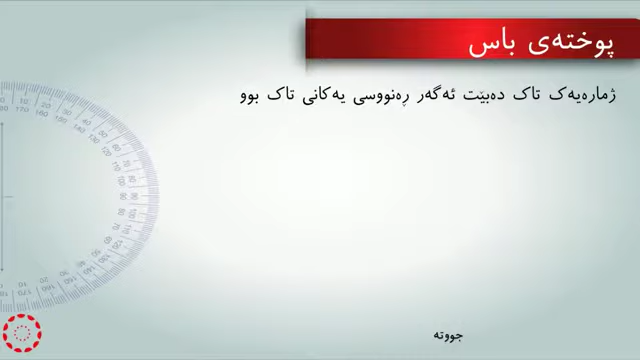 پوختەی باس
ژمارەیەک تاک دەبێت ئەگەر ڕەنووسی یەکانی تاک بوو
جووتە